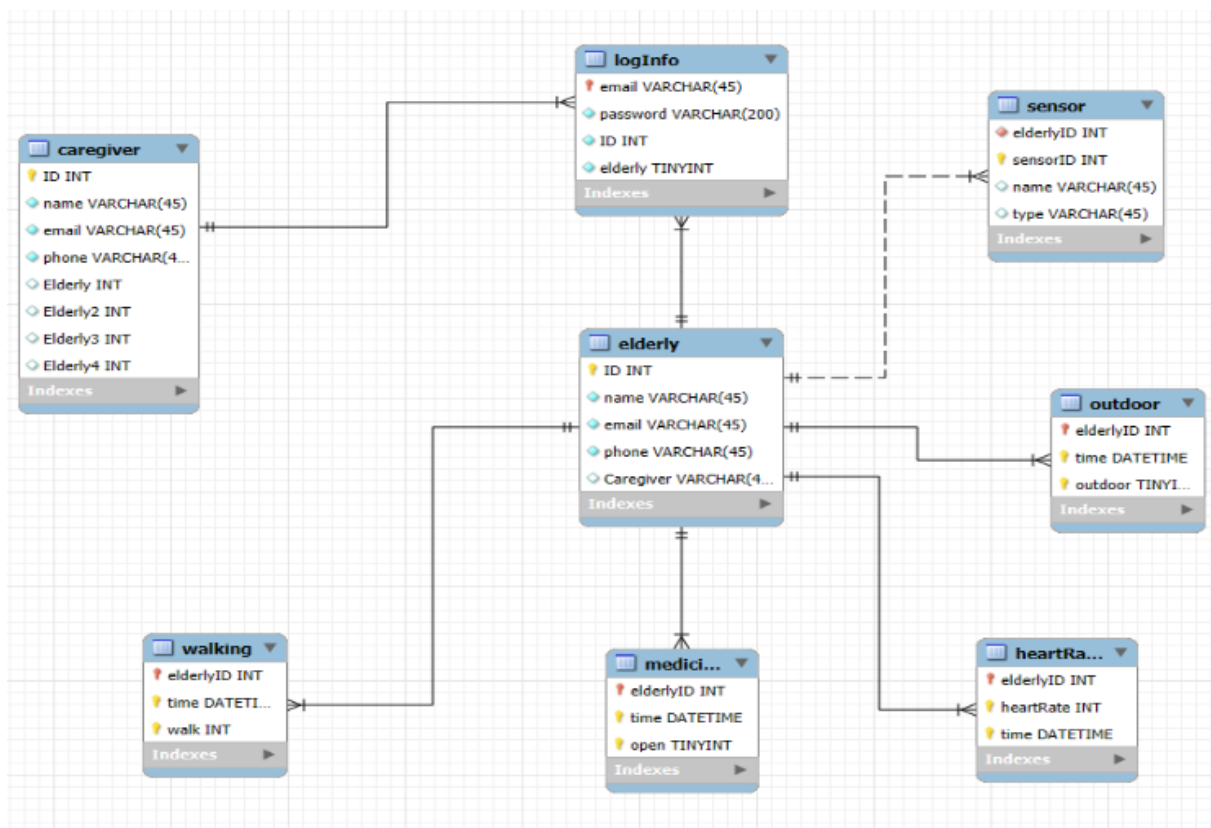 logInfo
email VARCHAR(45)
password VARCHAR(200)
ID INT
elderly TINYINT
Indexes
sensor
elderlyID INT
sensorID INT
name VARCHAR(45)
type VARCHAR(45)
Indexes
caregiver
ID INT
name VARCHAR(45)
email VARCHAR(45)
phone VARCHAR(4...
Elderly INT
Elderly2 INT
Elderly3 INT
Elderly4 INT
Indexes
elderly
ID INT
name VARCHAR(45)
email VARCHAR(45)
phone VARCHAR(45)
Caregiver VARCHAR(4...
Indexes
outdoor
elderlyID INT
time DATETIME
outdoor TINYI...
Indexes
walking
elderlyID INT
time DATETI...
walk INT
Indexes
medici...
elderlyID INT
time DATETIME
open TINYINT
Indexes
heartRa...
elderlyID INT
heartRate INT
time DATETIME
Indexes